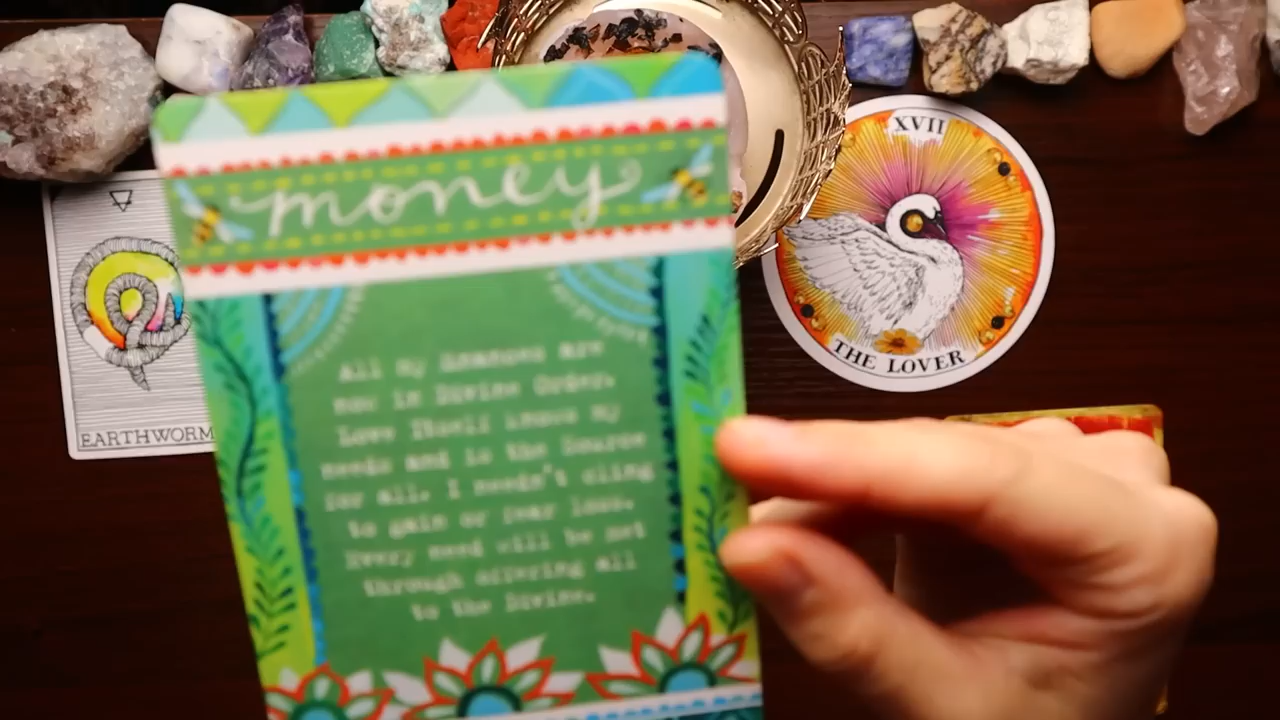 money
All my finances are
now in Divine Order.
Love Itself knows my
needs and is the Source
for all. I needn't cling
to gain or fear loss.
Every need will be met
through offering all
to the Divine.
EARTHWORM
XVII
THE LOVER